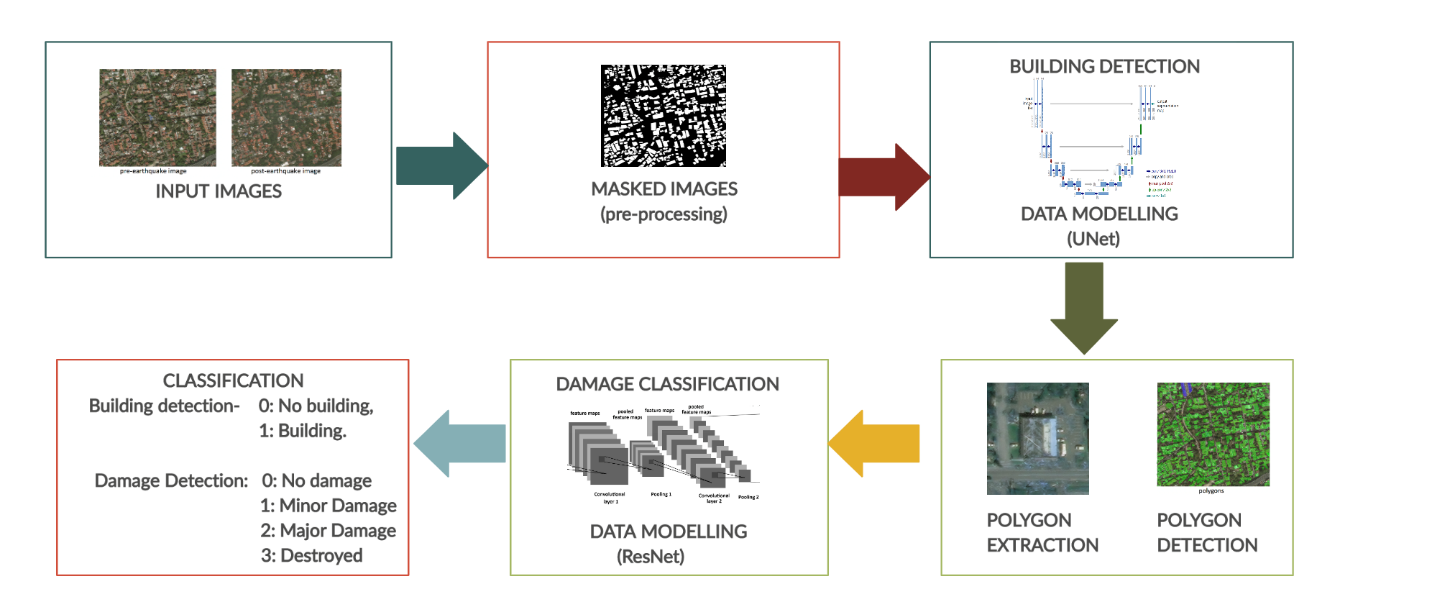 pre-earthquake image
post-earthquake image
INPUT IMAGES
MASKED IMAGES
(pre-processing)
BUILDING DETECTION
DATA MODELLING
(UNet)
POLYGON
EXTRACTION
polygons
POLYGON
DETECTION
DAMAGE CLASSIFICATION
feature maps
pooled
feature maps
feature maps
pooled
feature maps
Convolutional
layer 1
Pooling 1
Convolutional
layer 2
Pooling 2
DATA MODELLING
(ResNet)
CLASSIFICATION
Building detection- 0: No building,
1: Building.
Damage Detection: 0: No damage
1: Minor Damage
2: Major Damage
3: Destroyed